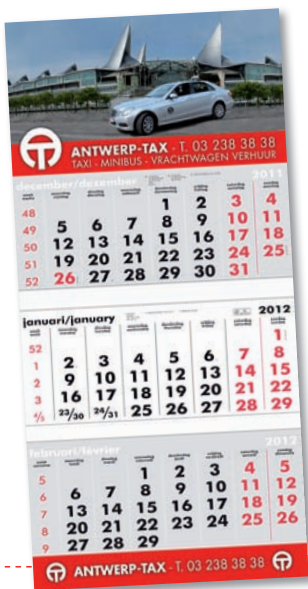 ANTWERP-TAX - T. 03 238 38 38
TAXI - MINIBUS - VRACHTWAGEN VERHUUR
december/dezember 2011
48 1 2 3 4
49 5 6 7 8 9 10 11
50 12 13 14 15 16 17 18
51 19 20 21 22 23 24 25
52 26 27 28 29 30 31
januari/january 2012
52 1
1 2 3 4 5 6 7 8
2 9 10 11 12 13 14 15
3 16 17 18 19 20 21 22
4/5 23/30 24/31 25 26 27 28 29
februari/février 2012
5 1 2 3 4 5
6 6 7 8 9 10 11 12
7 13 14 15 16 17 18 19
8 20 21 22 23 24 25 26
9 27 28 29
ANTWERP-TAX - T. 03 238 38 38